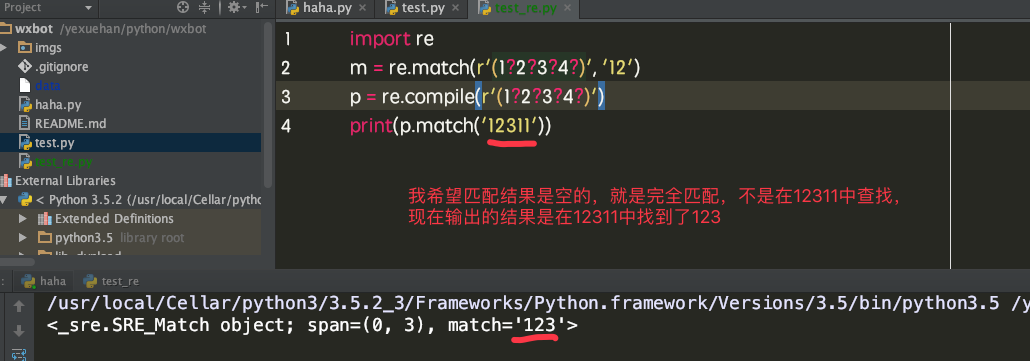 Project
haha.py
test.py
test_re.py
wxbot /yexuehan/python/wxbot
imgs
.gitignore
data
haha.py
README.md
test.py
test_re.py
External Libraries
< Python 3.5.2 (/usr/local/Cellar/pytho
Extended Definitions
python3.5 library root
1 import re
2 m = re.match(r'(1?2?3?4?)', '12')
3 p = re.compile(r'(1?2?3?4?)')
4 print(p.match('12311'))
我希望匹配结果是空的，就是完全匹配，不是在12311中查找，
现在输出的结果是在12311中找到了123
haha
test_re
/usr/local/Cellar/python3/3.5.2_3/Frameworks/Python.framework/Versions/3.5/bin/python3.5 /y
<_sre.SRE_Match object; span=(0, 3), match='123'>